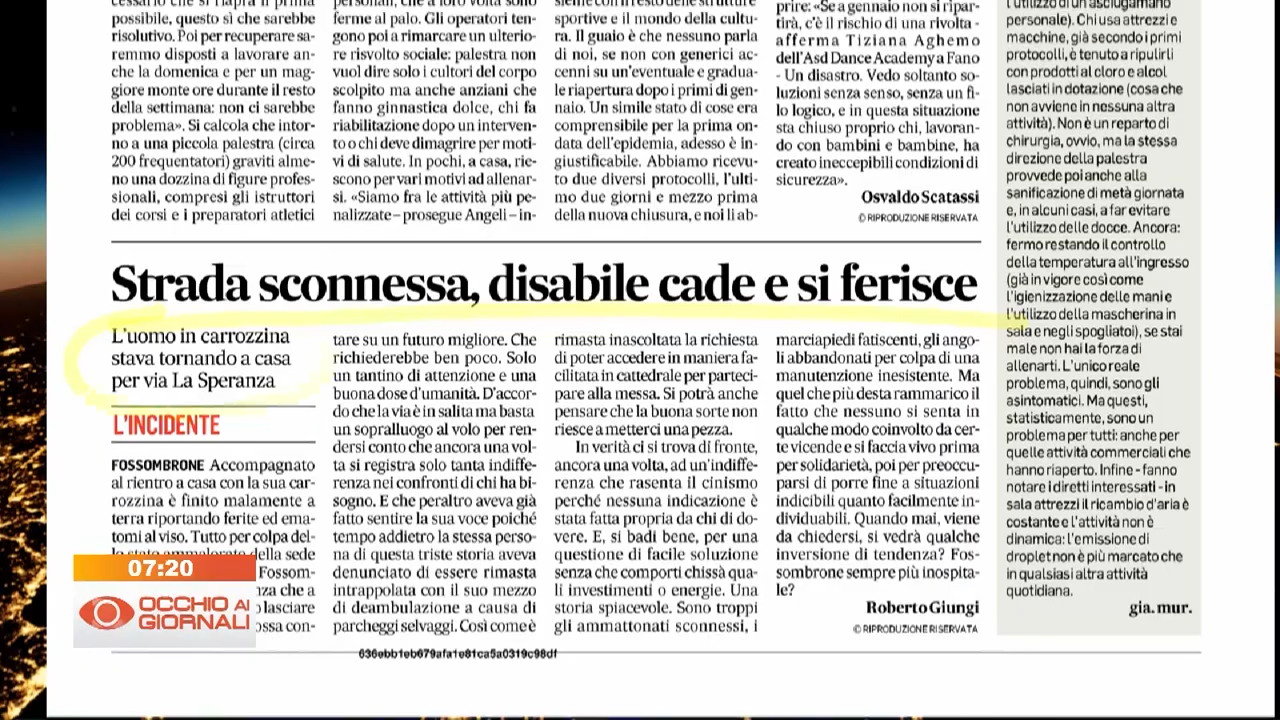 possibile, questo sì che sarebbe
risolutivo. Poi per recuperare sa-
remmo disposti a lavorare an-
che la domenica e per un mag-
giore monte ore durante il resto
della settimana: non ci sarebbe
problema». Si calcola che intor-
no a una piccola palestra (circa
200 frequentatori) graviti alme-
no una dozzina di figure profes-
sionali, compresi gli istruttori
dei corsi e i preparatori atletici
ferme al palo. Gli operatori ten-
gono poi a rimarcare un ulterio-
re risvolto sociale: palestra non
vuol dire solo i cultori del corpo
scolpito ma anche anziani che
fanno ginnastica dolce, chi fa
riabilitazione dopo un interven-
to o chi deve dimagrire per moti-
vi di salute. In pochi, a casa, rie-
scono per vari motivi ad allenar-
si. «Siamo fra le attività più pe-
nalizzate – prosegue Angeli – in-
sieme con il resto delle strutture
sportive e il mondo della cultu-
ra. Il guaio è che nessuno parla
di noi, se non con generici ac-
cenni su un'eventuale e gradua-
le riapertura dopo i primi di gen-
naio. Un simile stato di cose era
comprensibile per la prima on-
data dell'epidemia, adesso è in-
giustificabile. Abbiamo ricevu-
to due diversi protocolli, l'ulti-
mo due giorni e mezzo prima
della nuova chiusura, e noi li ab-
prire: «Se a gennaio non si ripar-
tirà, c'è il rischio di una rivolta -
afferma Tiziana Aghemo
dell'Asd Dance Academy a Fano
- Un disastro. Vedo soltanto so-
luzioni senza senso, senza un fi-
lo logico, e in questa situazione
sta chiuso proprio chi, lavoran-
do con bambini e bambine, ha
creato ineccepibili condizioni di
sicurezza».
Osvaldo Scatassi
© RIPRODUZIONE RISERVATA
l'utilizzo di un asciugamano
personale). Chi usa attrezzi e
macchine, già secondo i primi
protocolli, è tenuto a ripulirli
con prodotti al cloro e alcol
lasciati in dotazione (cosa che
non avviene in nessuna altra
attività). Non è un reparto di
chirurgia, ovvio, ma la stessa
direzione della palestra
provvede poi anche alla
sanificazione di metà giornata
e, in alcuni casi, a far evitare
l'utilizzo delle docce. Ancora:
fermo restando il controllo
della temperatura all'ingresso
(già in vigore così come
l'igienizzazione delle mani e
l'utilizzo della mascherina in
sala e negli spogliatoi), se stai
male non hai la forza di
allenarti. L'unico reale
problema, quindi, sono gli
asintomatici. Ma questi,
statisticamente, sono un
problema per tutti: anche per
quelle attività commerciali che
hanno riaperto. Infine - fanno
notare i diretti interessati - in
sala attrezzi il ricambio d'aria è
costante e l'attività non è
dinamica: l'emissione di
droplet non è più marcato che
in qualsiasi altra attività
quotidiana.
gia. mur.
Strada sconnessa, disabile cade e si ferisce
L'uomo in carrozzina
stava tornando a casa
per via La Speranza
L'INCIDENTE
FOSSOMBRONE Accompagnato
al rientro a casa con la sua car-
rozzina è finito malamente a
terra riportando ferite ed ema-
tomi al viso. Tutto per colpa del-
lo stato ammalorato della sede
Fossom-
nza che a
lasciare
ossa con-
tare su un futuro migliore. Che
richiederebbe ben poco. Solo
un tantino di attenzione e una
buona dose d'umanità. D'accor-
do che la via è in salita ma basta
un sopralluogo al volo per ren-
dersi conto che ancora una vol-
ta si registra solo tanta indiffe-
renza nei confronti di chi ha bi-
sogno. E che peraltro aveva già
fatto sentire la sua voce poiché
tempo addietro la stessa perso-
na di questa triste storia aveva
denunciato di essere rimasta
intrappolata con il suo mezzo
di deambulazione a causa di
parcheggi selvaggi. Così come è
rimasta inascoltata la richiesta
di poter accedere in maniera fa-
cilitata in cattedrale per parteci-
pare alla messa. Si potrà anche
pensare che la buona sorte non
riesce a metterci una pezza.
In verità ci si trova di fronte,
ancora una volta, ad un'indiffe-
renza che rasenta il cinismo
perché nessuna indicazione è
stata fatta propria da chi di do-
vere. E, si badi bene, per una
questione di facile soluzione
senza che comporti chissà qua-
li investimenti o energie. Una
storia spiacevole. Sono troppi
gli ammattonati sconnessi, i
marciapiedi fatiscenti, gli ango-
li abbandonati per colpa di una
manutenzione inesistente. Ma
quel che più desta rammarico il
fatto che nessuno si senta in
qualche modo coinvolto da cer-
te vicende e si faccia vivo prima
per solidarietà, poi per preoccu-
parsi di porre fine a situazioni
indicibili quanto facilmente in-
dividuabili. Quando mai, viene
da chiedersi, si vedrà qualche
inversione di tendenza? Fos-
sombrone sempre più inospita-
le?
Roberto Giungi
© RIPRODUZIONE RISERVATA
07:20
OCCHIO AI
GIORNALI
636ebb1eb679afa1e81ca5a0319c98df